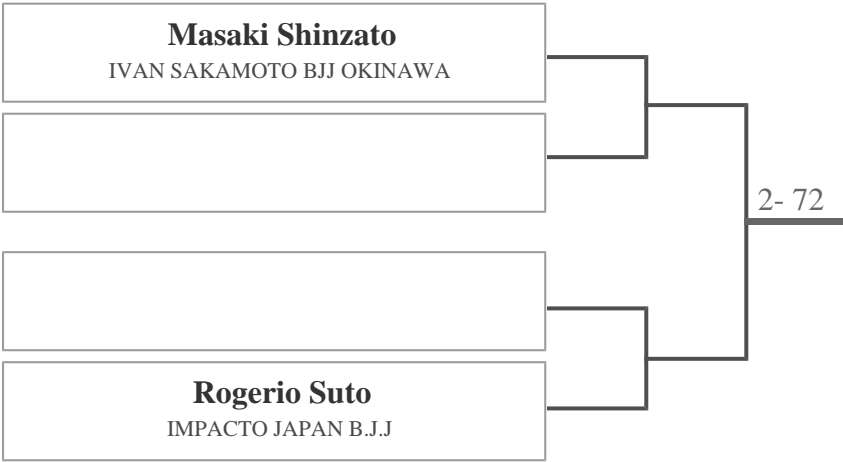 Masaki Shinzato
IVAN SAKAMOTO BJJ OKINAWA
2- 72
Rogerio Suto
IMPACTO JAPAN B.J.J